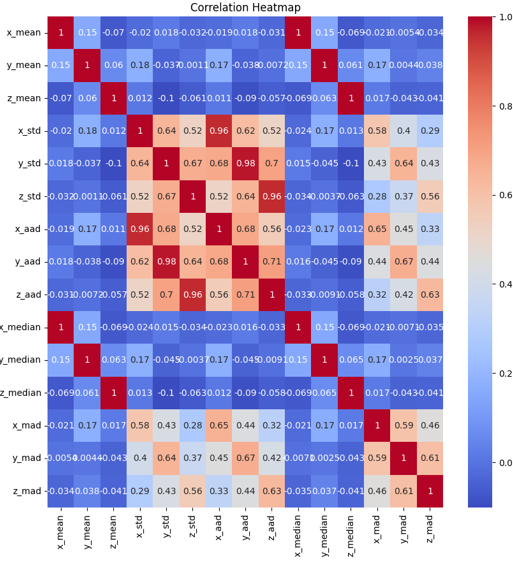 Correlation Heatmap
x_mean 1 0.15 -0.07 -0.02 0.018 -0.032 -0.019 0.018 -0.031 1 0.15 -0.069 -0.021 -0.0054 -0.034
y_mean 0.15 1 0.06 0.18 -0.037 0.0011 0.17 -0.038 -0.0072 0.15 1 0.061 0.17 0.0044 0.038
z_mean -0.07 0.06 1 0.012 -0.1 -0.061 0.011 -0.09 -0.057 -0.069 0.063 1 0.017 -0.043 -0.041
x_std -0.02 0.18 0.012 1 0.64 0.52 0.96 0.62 0.52 -0.024 0.17 0.013 0.58 0.4 0.29
y_std 0.018 -0.037 -0.1 0.64 1 0.67 0.68 0.98 0.7 0.015 -0.045 -0.1 0.43 0.64 0.43
z_std -0.032 0.0011 -0.061 0.52 0.67 1 0.52 0.64 0.96 -0.034 0.0037 -0.063 0.28 0.37 0.56
x_aad -0.019 0.17 0.011 0.96 0.68 0.52 1 0.68 0.56 -0.023 0.17 0.012 0.65 0.45 0.33
y_aad 0.018 -0.038 -0.09 0.62 0.98 0.64 0.68 1 0.71 0.016 -0.045 -0.09 0.44 0.67 0.44
z_aad -0.031 -0.0072 -0.057 0.52 0.7 0.96 0.56 0.71 1 -0.033 -0.0091 -0.058 0.32 0.42 0.63
x_median 1 0.15 -0.069 -0.024 0.015 -0.034 -0.023 0.016 -0.033 1 0.15 -0.069 -0.021 -0.0071 -0.035
y_median 0.15 1 0.063 0.17 -0.045 0.0037 0.17 -0.045 -0.0091 0.15 1 0.065 0.17 0.0025 0.037
z_median -0.069 0.061 1 0.013 -0.1 -0.063 0.012 -0.09 -0.058 -0.069 0.065 1 0.017 -0.043 -0.041
x_mad -0.021 0.17 0.017 0.58 0.43 0.28 0.65 0.44 0.32 -0.021 0.17 0.017 1 0.59 0.46
y_mad -0.0054 0.0044 -0.043 0.4 0.64 0.37 0.45 0.67 0.42 -0.0071 0.0025 -0.043 0.59 1 0.61
z_mad -0.034 0.038 -0.041 0.29 0.43 0.56 0.33 0.44 0.63 -0.035 0.037 -0.041 0.46 0.61 1
x_mean y_mean z_mean x_std y_std z_std x_aad y_aad z_aad x_median y_median z_median x_mad y_mad z_mad
1.0
0.8
0.6
0.4
0.2
0.0